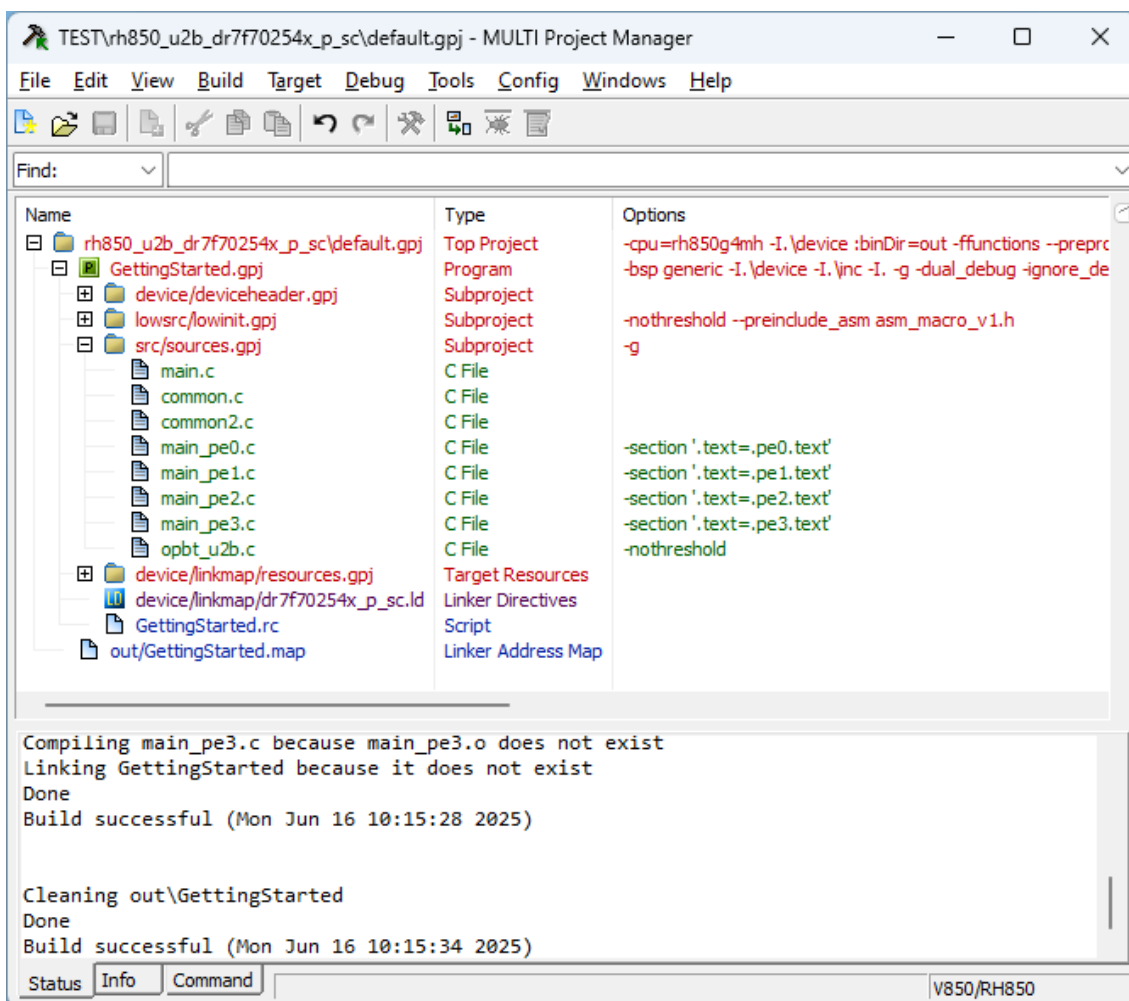 TEST\rh850_u2b_dr7f70254x_p_sc\default.gpj - MULTI Project Manager
File Edit View Build Target Debug Tools Config Windows Help
Find:
Name Type Options
rh850_u2b_dr7f70254x_p_sc\default.gpj Top Project -cpu=rh850g4mh -I.\device :binDir=out -ffunctions --preprc
GettingStarted.gpj Program -bsp generic -I.\device -I.\inc -I. -g -dual_debug -ignore_de
device/deviceheader.gpj Subproject
lowsrc/lowinit.gpj Subproject -nothreshold --preinclude_asm asm_macro_v1.h
src/sources.gpj Subproject -g
main.c C File
common.c C File
common2.c C File
main_pe0.c C File -section '.text=.pe0.text'
main_pe1.c C File -section '.text=.pe1.text'
main_pe2.c C File -section '.text=.pe2.text'
main_pe3.c C File -section '.text=.pe3.text'
opbt_u2b.c C File -nothreshold
device/linkmap/resources.gpj Target Resources
LD device/linkmap/dr7f70254x_p_sc.ld Linker Directives
GettingStarted.rc Script
out/GettingStarted.map Linker Address Map
Compiling main_pe3.c because main_pe3.o does not exist
Linking GettingStarted because it does not exist
Done
Build successful (Mon Jun 16 10:15:28 2025)
Cleaning out\GettingStarted
Done
Build successful (Mon Jun 16 10:15:34 2025)
Status Info Command V850/RH850